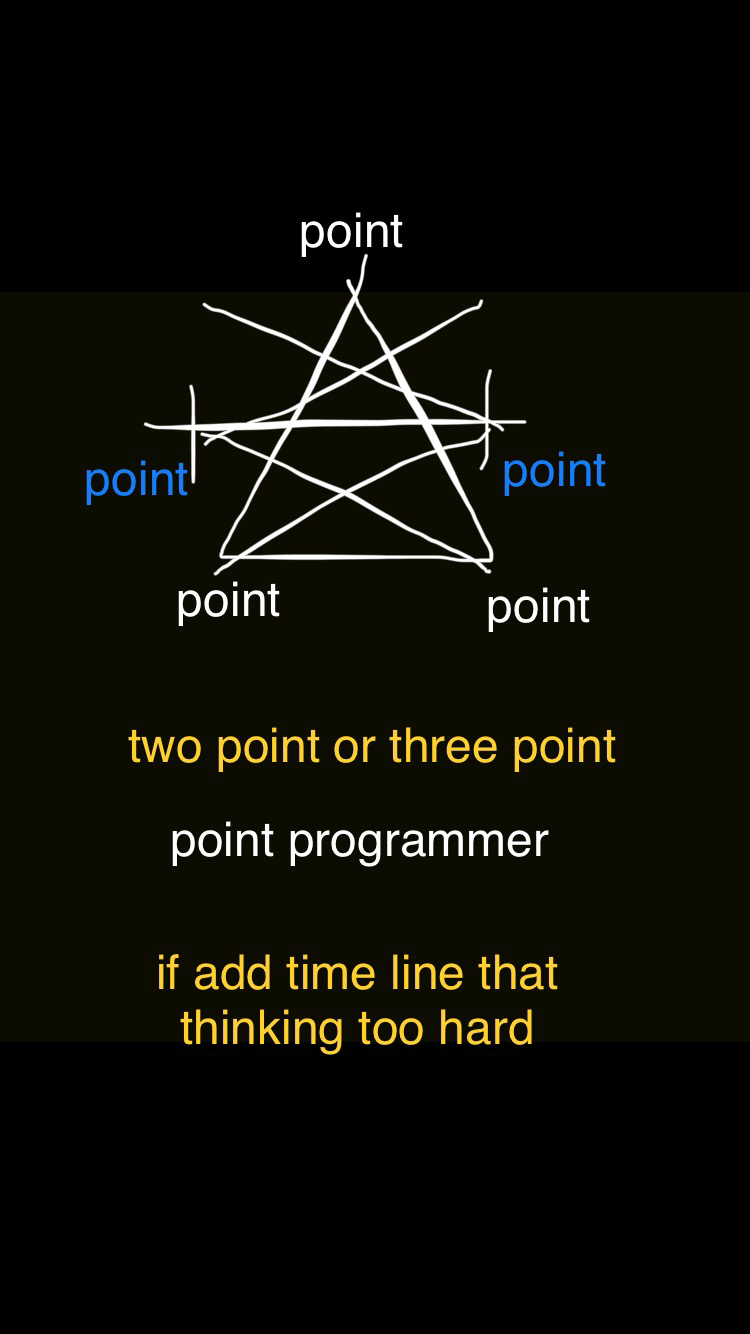 point
point
point
point
point
two point or three point
point programmer
if add time line that
thinking too hard